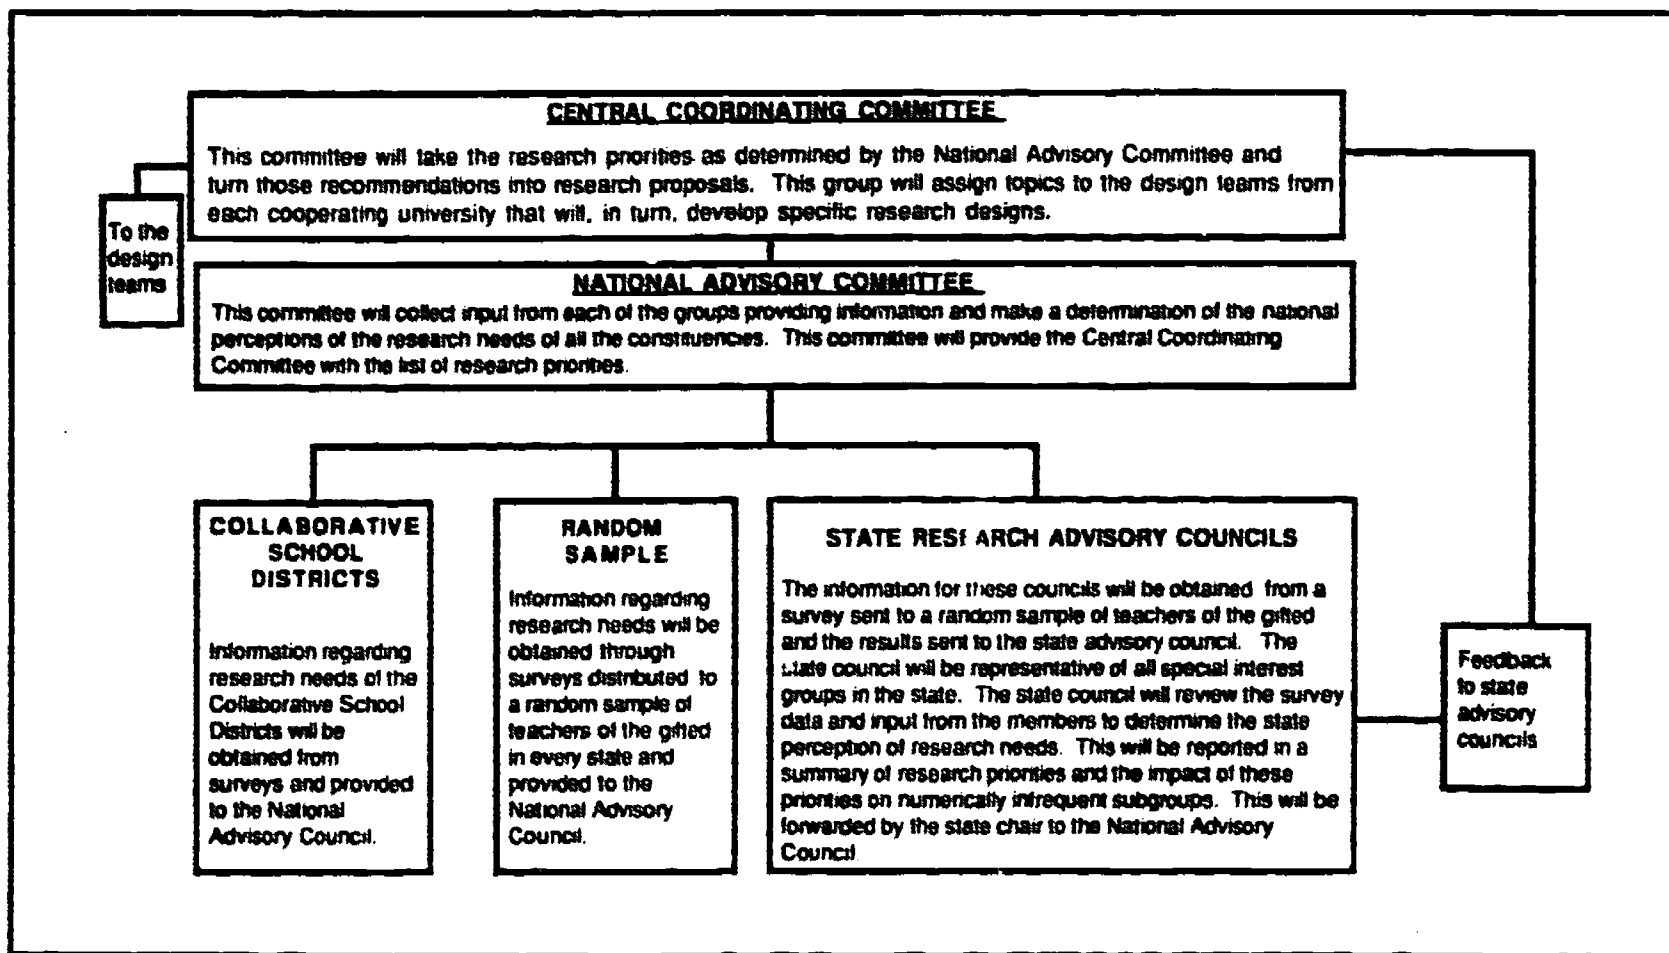 CENTRAL COORDINATING COMMITTEE
This committee will take the research priorities as determined by the National Advisory Committee and
turn those recommendations into research proposals. This group will assign topics to the design teams from
each cooperating university that will, in turn, develop specific research designs.
To the
design
teams
NATIONAL ADVISORY COMMITTEE
This committee will collect input from each of the groups providing information and make a determination of the national
perceptions of the research needs of all the constituencies. This committee will provide the Central Coordinating
Committee with the list of research priorities.
COLLABORATIVE
SCHOOL
DISTRICTS
Information regarding
research needs of the
Collaborative School
Districts will be
obtained from
surveys and provided
to the National
Advisory Council.
RANDOM
SAMPLE
Information regarding
research needs will be
obtained through
surveys distributed to
a random sample of
teachers of the gifted
in every state and
provided to the
National Advisory
Council.
STATE RESEARCH ADVISORY COUNCILS
The information for these councils will be obtained from a
survey sent to a random sample of teachers of the gifted
and the results sent to the state advisory council. The
state council will be representative of all special interest
groups in the state. The state council will review the survey
data and input from the members to determine the state
perception of research needs. This will be reported in a
summary of research priorities and the impact of these
priorities on numerically infrequent subgroups. This will be
forwarded by the state chair to the National Advisory
Council
Feedback
to state
advisory
councils